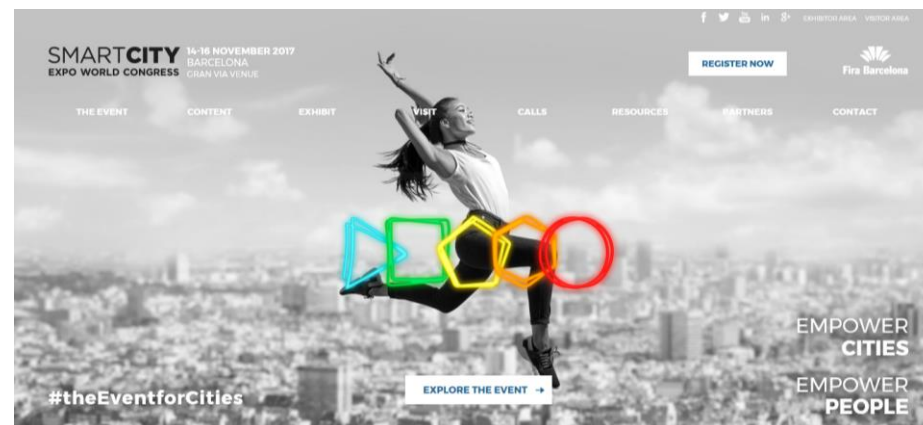 EXHIBITOR AREA VISITOR AREA
SMARTCITY
EXPO WORLD CONGRESS
14-16 NOVEMBER 2017
BARCELONA
GRAN VIA VENUE
REGISTER NOW
Fira Barcelona
THE EVENT CONTENT EXHIBIT VISIT CALLS RESOURCES PARTNERS CONTACT
EMPOWER
CITIES
EMPOWER
PEOPLE
EXPLORE THE EVENT →
#theEventforCities